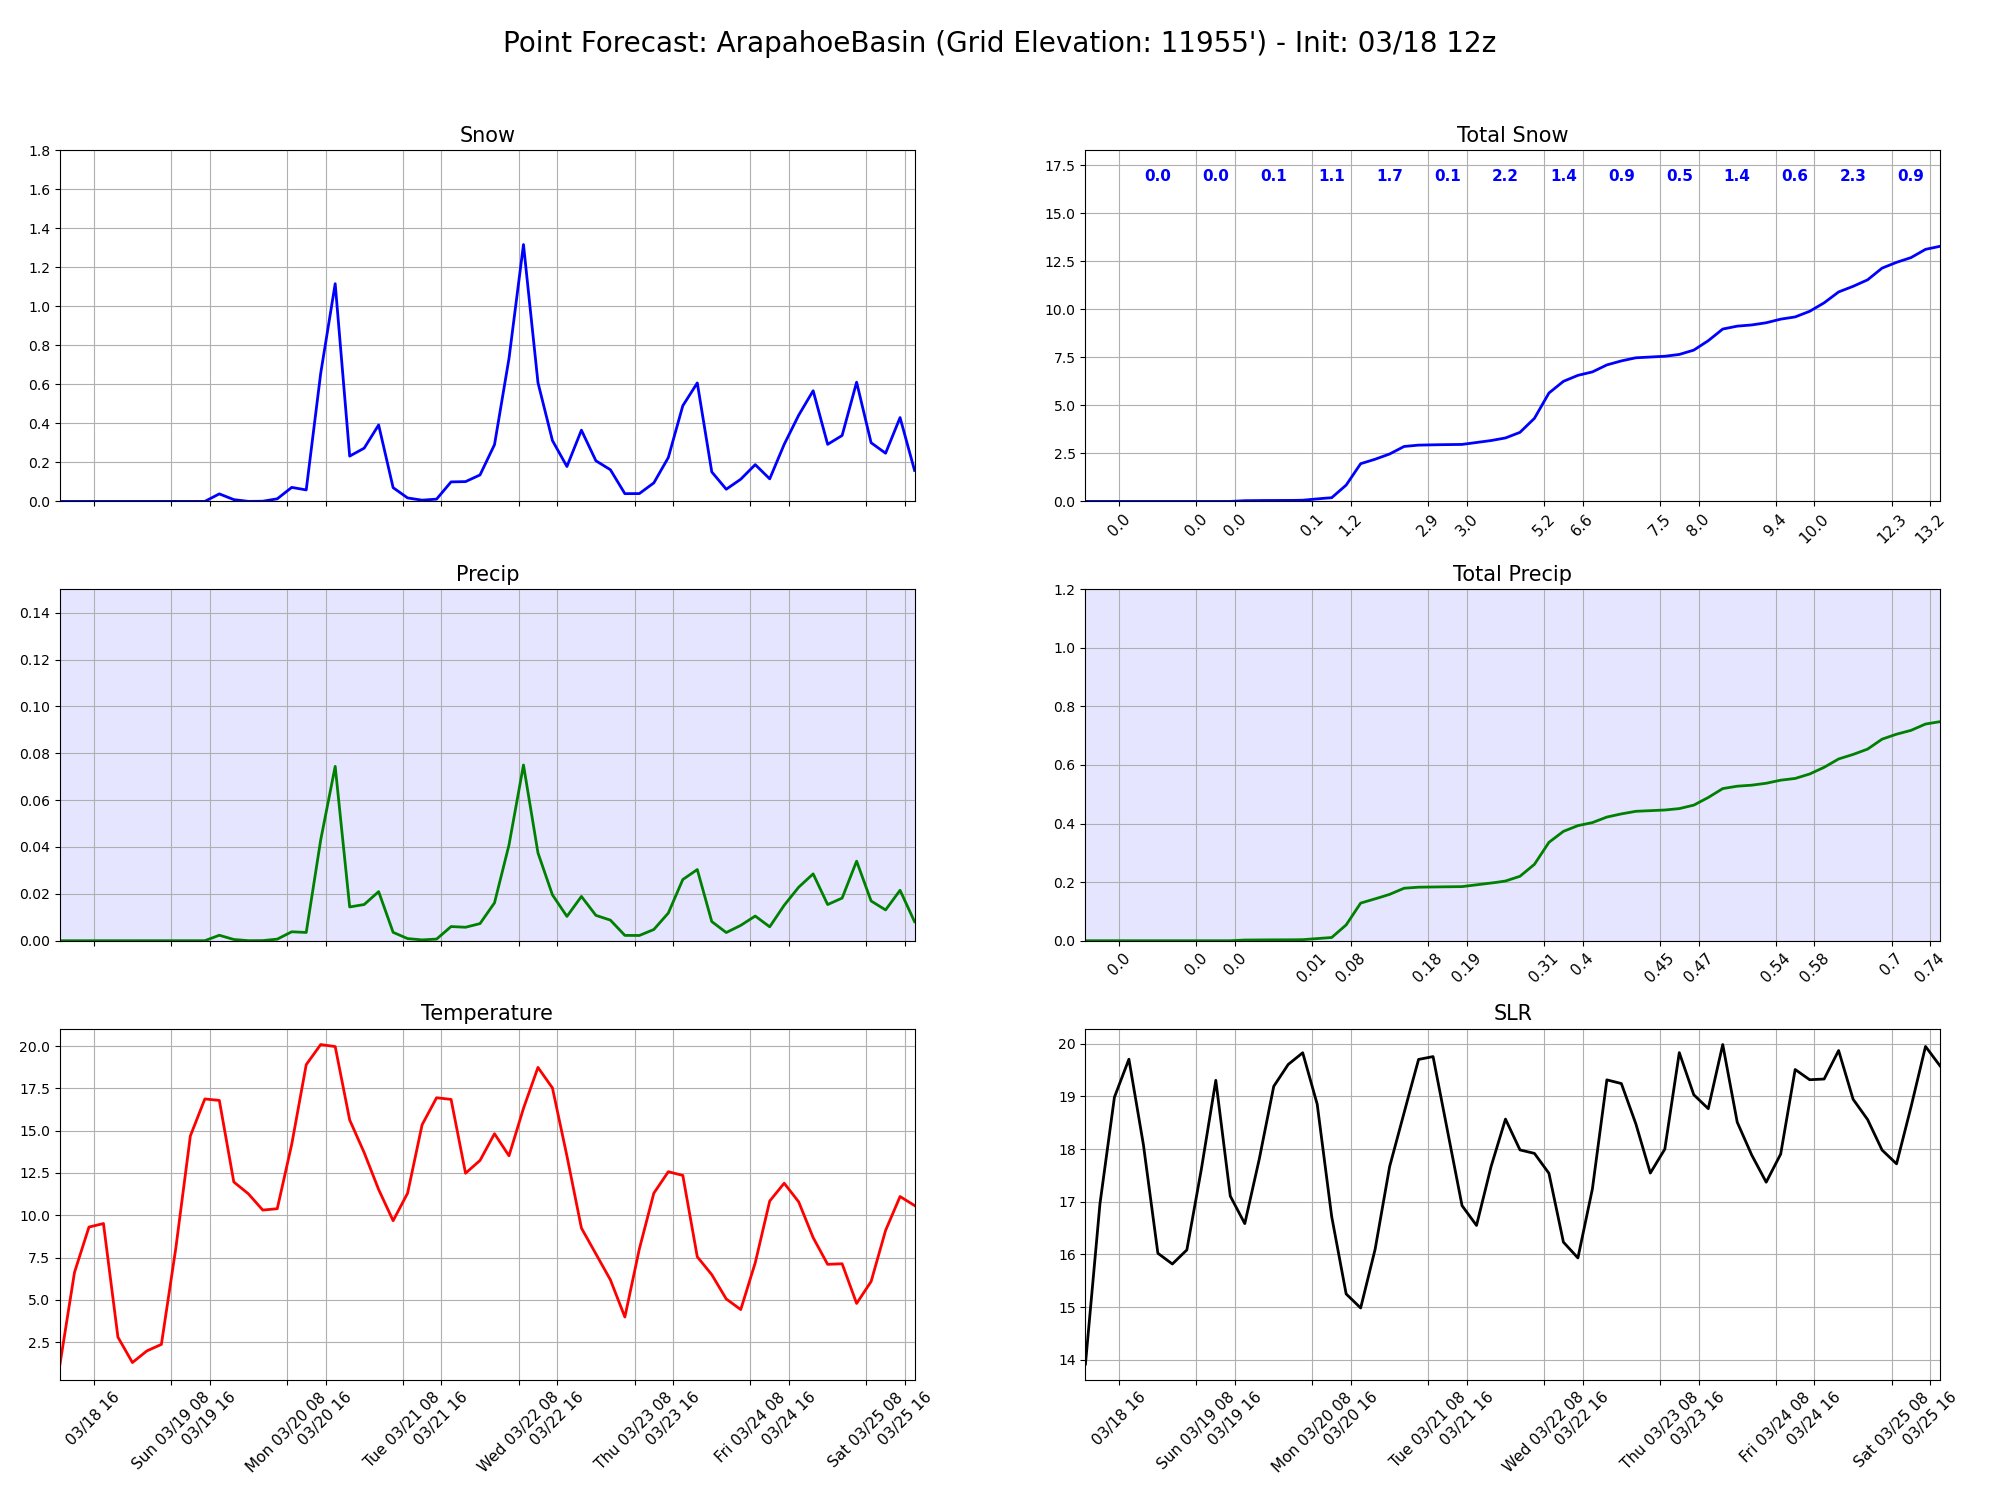 Point Forecast: ArapahoeBasin (Grid Elevation: 11955') - Init: 03/18 12z
Snow
1.8
1.6
1.4
1.2
1.0
0.8
0.6
0.4
0.2
0.0
Total Snow
17.5
15.0
12.5
10.0
7.5
5.0
2.5
0.0
0.0 0.0 0.1 1.1 1.7 0.1 2.2 1.4 0.9 0.5 1.4 0.6 2.3 0.9
0.0 0.0 0.0 0.1 1.2 2.9 3.0 5.2 6.6 7.5 8.0 9.4 10.0 12.3 13.2
Precip
0.14
0.12
0.10
0.08
0.06
0.04
0.02
0.00
Total Precip
1.2
1.0
0.8
0.6
0.4
0.2
0.0
0.0 0.0 0.0 0.01 0.08 0.18 0.19 0.31 0.4 0.45 0.47 0.54 0.58 0.7 0.74
Temperature
20.0
17.5
15.0
12.5
10.0
7.5
5.0
2.5
03/18 16
Sun 03/19 08
03/19 16
Mon 03/20 08
03/20 16
Tue 03/21 08
03/21 16
Wed 03/22 08
03/22 16
Thu 03/23 08
03/23 16
Fri 03/24 08
03/24 16
Sat 03/25 08
03/25 16
SLR
20
19
18
17
16
15
14
03/18 16
Sun 03/19 08
03/19 16
Mon 03/20 08
03/20 16
Tue 03/21 08
03/21 16
Wed 03/22 08
03/22 16
Thu 03/23 08
03/23 16
Fri 03/24 08
03/24 16
Sat 03/25 08
03/25 16